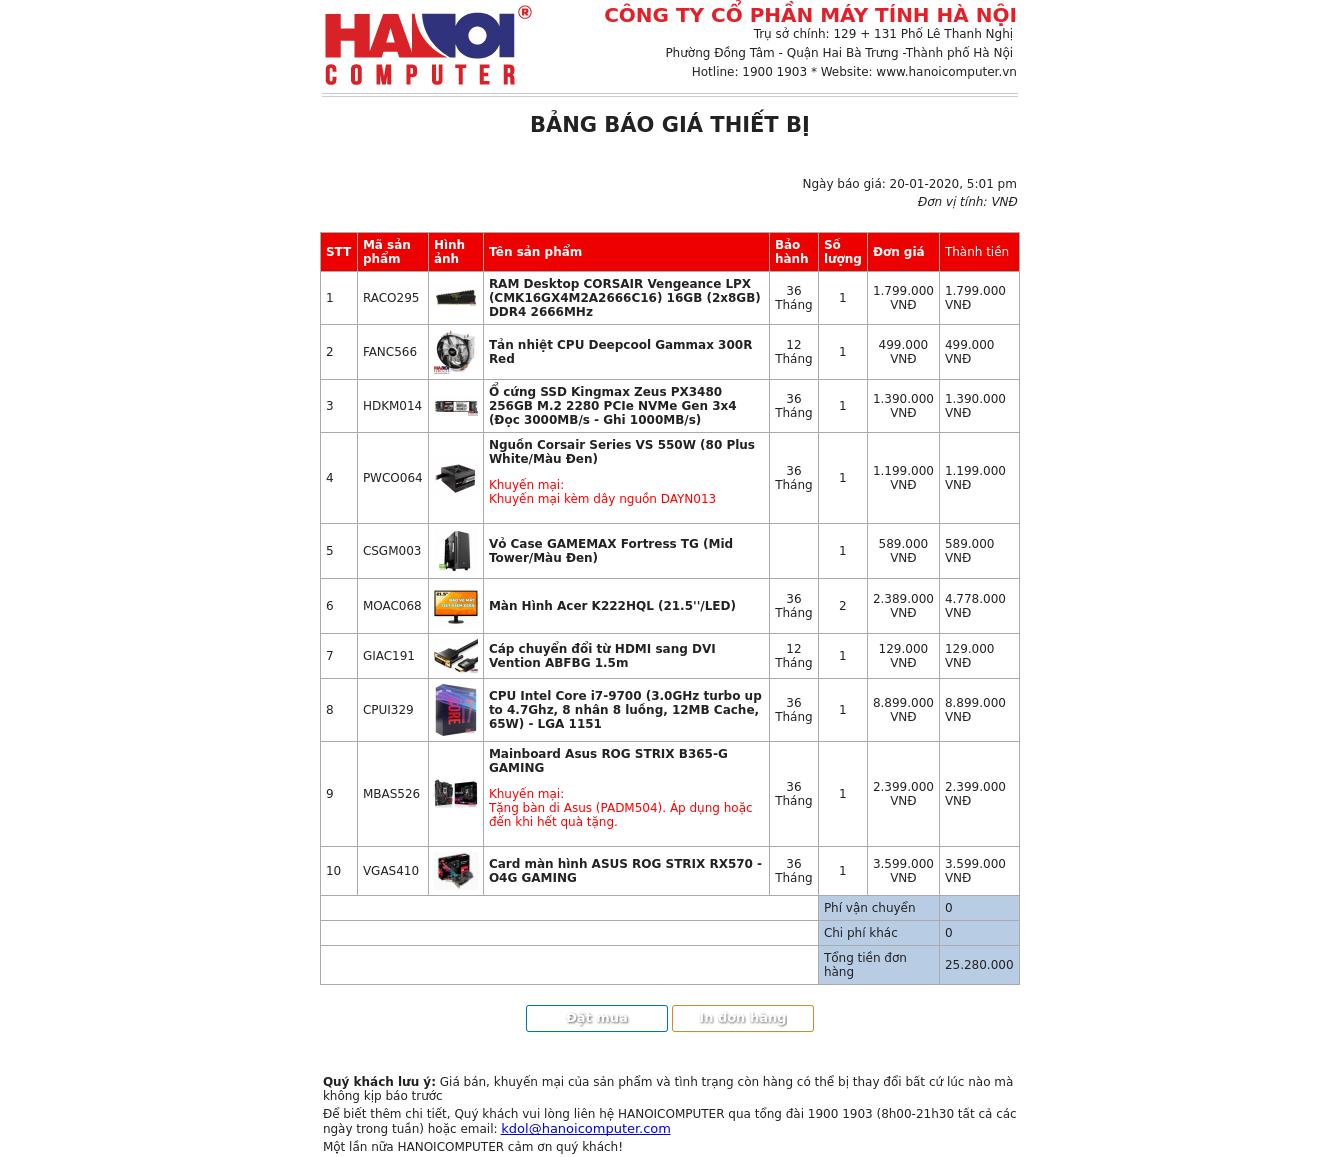 HANOI ®
COMPUTER
CÔNG TY CỔ PHẦN MÁY TÍNH HÀ NỘI
Trụ sở chính: 129 + 131 Phố Lê Thanh Nghị
Phường Đồng Tâm - Quận Hai Bà Trưng -Thành phố Hà Nội
Hotline: 1900 1903 * Website: www.hanoicomputer.vn
BẢNG BÁO GIÁ THIẾT BỊ
Ngày báo giá: 20-01-2020, 5:01 pm
Đơn vị tính: VNĐ
STT Mã sản phẩm Hình ảnh Tên sản phẩm Bảo hành Số lượng Đơn giá Thành tiền
1 RACO295 RAM Desktop CORSAIR Vengeance LPX
(CMK16GX4M2A2666C16) 16GB (2x8GB)
DDR4 2666MHz
36 Tháng 1 1.799.000 VNĐ 1.799.000 VNĐ
2 FANC566 Tản nhiệt CPU Deepcool Gammax 300R
Red
12 Tháng 1 499.000 VNĐ 499.000 VNĐ
3 HDKM014 Ổ cứng SSD Kingmax Zeus PX3480
256GB M.2 2280 PCIe NVMe Gen 3x4
(Đọc 3000MB/s - Ghi 1000MB/s)
36 Tháng 1 1.390.000 VNĐ 1.390.000 VNĐ
4 PWCO064 Nguồn Corsair Series VS 550W (80 Plus
White/Màu Đen)
Khuyến mại:
Khuyến mại kèm dây nguồn DAYN013
36 Tháng 1 1.199.000 VNĐ 1.199.000 VNĐ
5 CSGM003 Vỏ Case GAMEMAX Fortress TG (Mid
Tower/Màu Đen)
1 589.000 VNĐ 589.000 VNĐ
6 MOAC068 21.5" Màn Hình Acer K222HQL (21.5''/LED)
36 Tháng 2 2.389.000 VNĐ 4.778.000 VNĐ
7 GIAC191 Cáp chuyển đổi từ HDMI sang DVI
Vention ABFBG 1.5m
12 Tháng 1 129.000 VNĐ 129.000 VNĐ
8 CPUI329 CORE i7 CPU Intel Core i7-9700 (3.0GHz turbo up
to 4.7Ghz, 8 nhân 8 luồng, 12MB Cache,
65W) - LGA 1151
36 Tháng 1 8.899.000 VNĐ 8.899.000 VNĐ
9 MBAS526 Mainboard Asus ROG STRIX B365-G
GAMING
Khuyến mại:
Tặng bàn di Asus (PADM504). Áp dụng hoặc
đến khi hết quà tặng.
36 Tháng 1 2.399.000 VNĐ 2.399.000 VNĐ
10 VGAS410 Card màn hình ASUS ROG STRIX RX570 -
O4G GAMING
36 Tháng 1 3.599.000 VNĐ 3.599.000 VNĐ
Phí vận chuyển 0
Chi phí khác 0
Tổng tiền đơn hàng 25.280.000
Đặt mua In đơn hàng
Quý khách lưu ý: Giá bán, khuyến mại của sản phẩm và tình trạng còn hàng có thể bị thay đổi bất cứ lúc nào mà
không kịp báo trước
Để biết thêm chi tiết, Quý khách vui lòng liên hệ HANOICOMPUTER qua tổng đài 1900 1903 (8h00-21h30 tất cả các
ngày trong tuần) hoặc email: kdol@hanoicomputer.com
Một lần nữa HANOICOMPUTER cảm ơn quý khách!